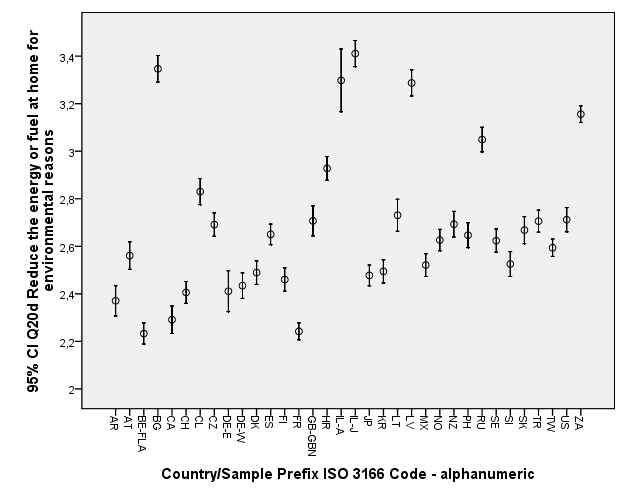 95% CI Q20d Reduce the energy or fuel at home for
environmental reasons
3,4
3,2
3
2,8
2,6
2,4
2,2
2
AR
AT
BE-FLA
BG
CA
CH
CL
CZ
DE-E
DE-W
DK
ES
FI
FR
GB-GBN
HR
IL-A
IL-J
JP
KR
LT
LV
MX
NO
NZ
PH
RU
SE
SI
SK
TR
TW
US
ZA
Country/Sample Prefix ISO 3166 Code - alphanumeric